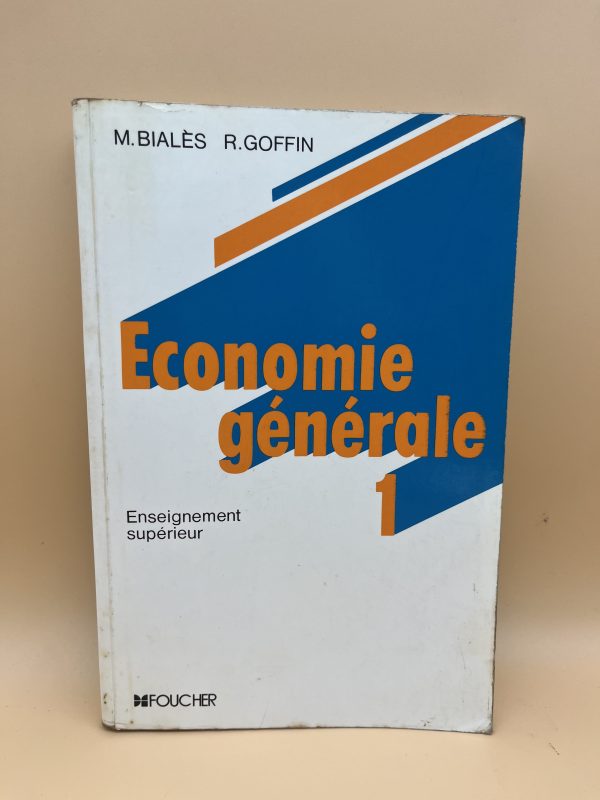 M.BIALÈS R.GOFFIN
Economie
générale
1
Enseignement
supérieur
FOUCHER